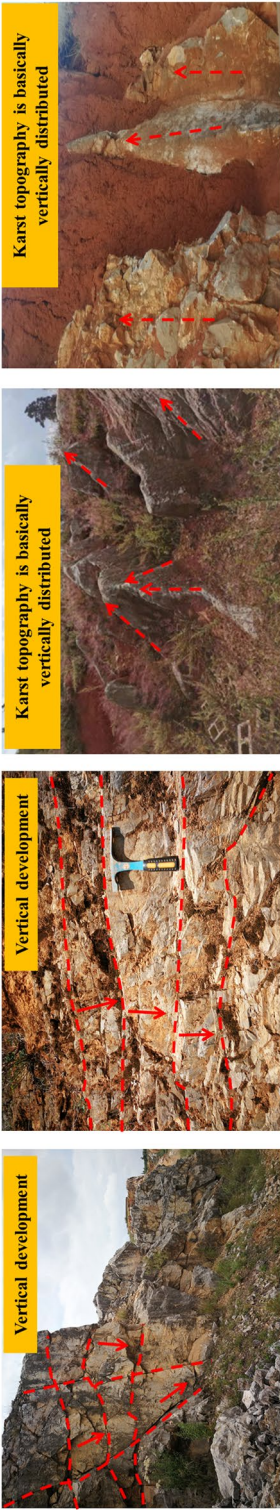 Vertical development
Vertical development
Karst topography is basically
vertically distributed
Karst topography is basically
vertically distributed